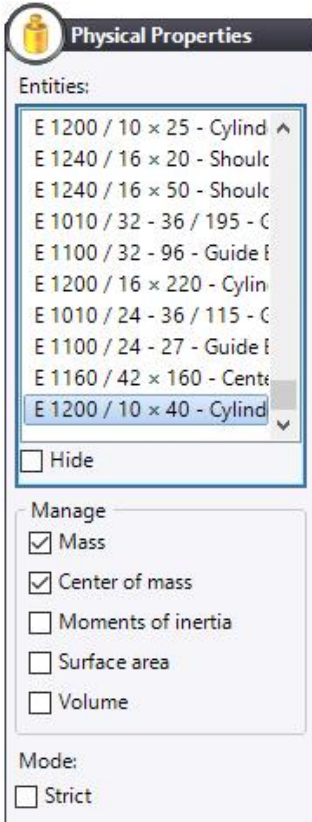 Physical Properties
Entities:
E 1200 / 10 × 25 - Cylind
E 1240 / 16 × 20 - Should
E 1240 / 16 × 50 - Should
E 1010 / 32 - 36 / 195 - G
E 1100 / 32 - 96 - Guide B
E 1200 / 16 × 220 - Cylin
E 1010 / 24 - 36 / 115 - G
E 1100 / 24 - 27 - Guide B
E 1160 / 42 × 160 - Cente
E 1200 / 10 × 40 - Cylind
Hide
Manage
Mass
Center of mass
Moments of inertia
Surface area
Volume
Mode:
Strict